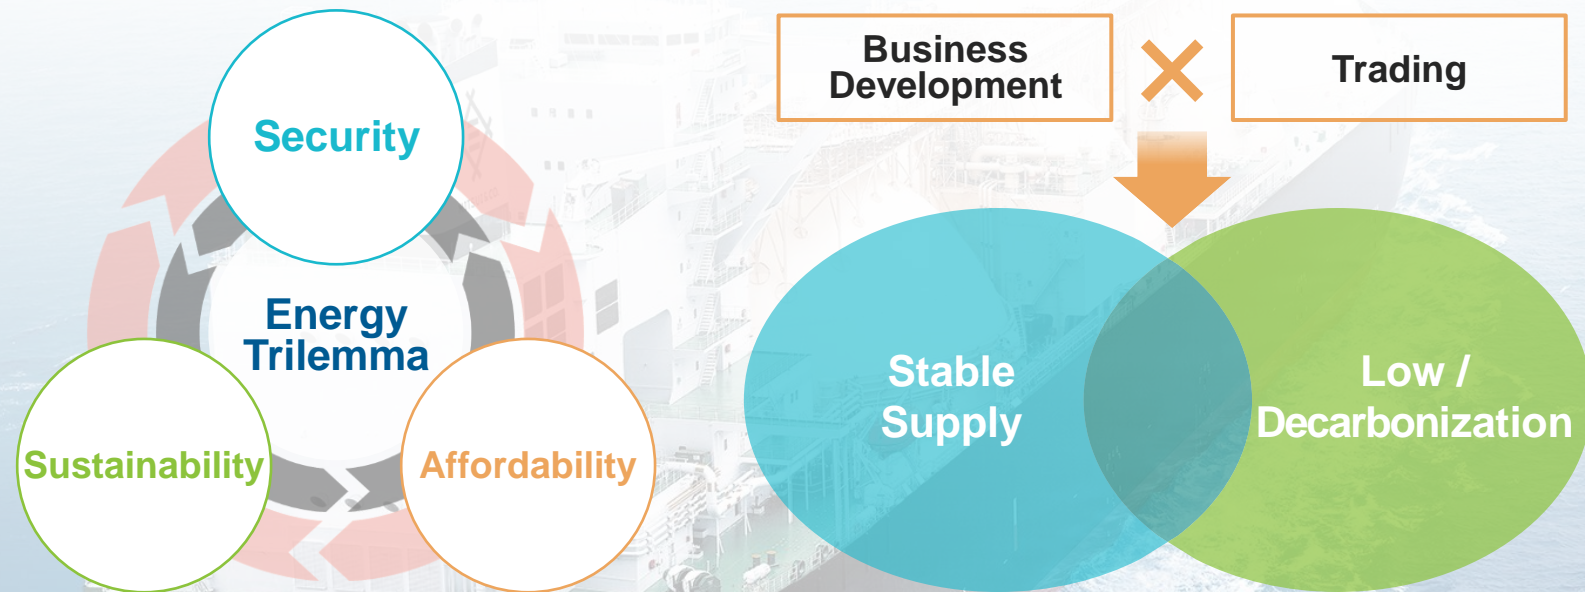 Security
Energy
Trilemma
Sustainability
Affordability
Business
Development
Trading
Stable
Supply
Low /
Decarbonization